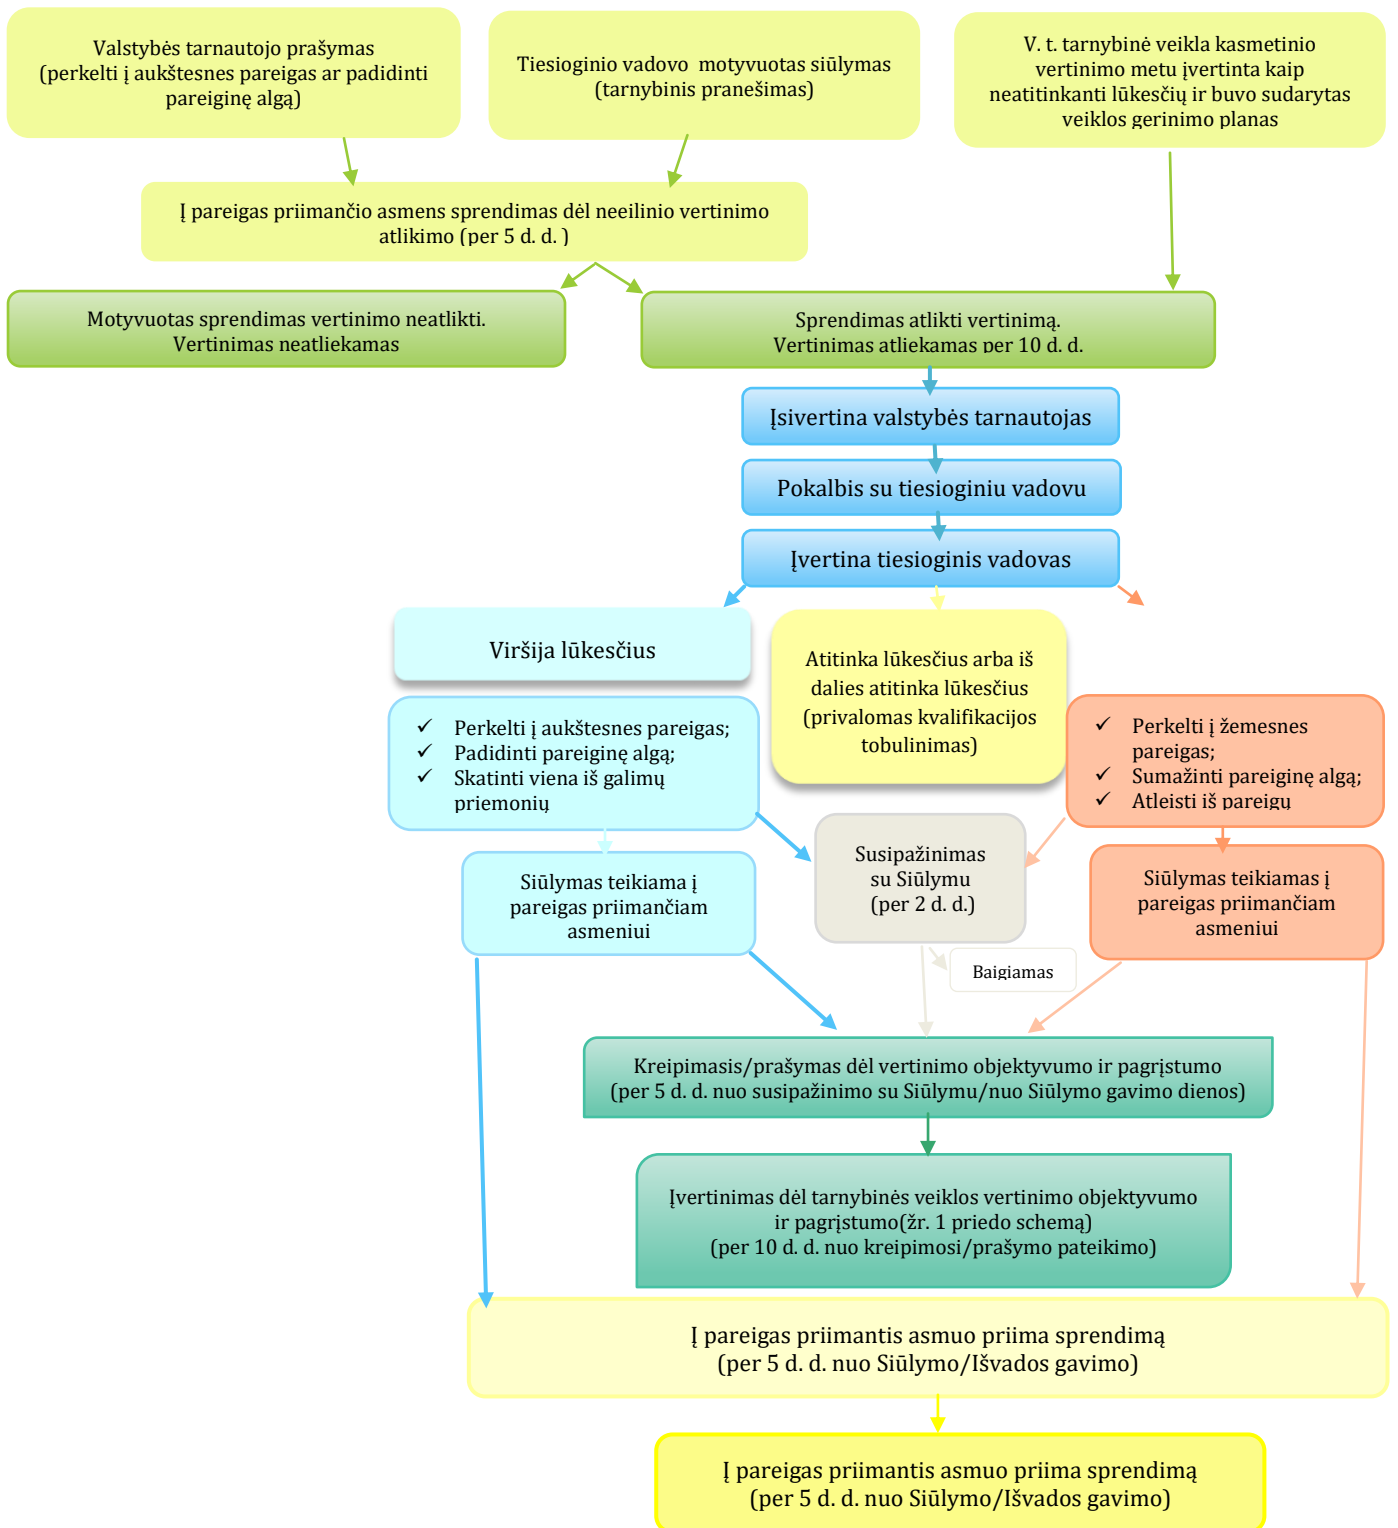 Valstybės tarnautojo prašymas
(perkelti į aukštesnes pareigas ar padidinti
pareiginę algą)
Tiesioginio vadovo motyvuotas siūlymas
(tarnybinis pranešimas)
V. t. tarnybinė veikla kasmetinio
vertinimo metu įvertinta kaip
neatitinkanti lūkesčių ir buvo sudarytas
veiklos gerinimo planas
Į pareigas priimančio asmens sprendimas dėl neeilinio vertinimo
atlikimo (per 5 d. d. )
Motyvuotas sprendimas vertinimo neatlikti.
Vertinimas neatliekamas
Sprendimas atlikti vertinimą.
Vertinimas atliekamas per 10 d. d.
Įsivertina valstybės tarnautojas
Pokalbis su tiesioginiu vadovu
Įvertina tiesioginis vadovas
Viršija lūkesčius
Atitinka lūkesčius arba iš
dalies atitinka lūkesčius
(privalomas kvalifikacijos
tobulinimas)
✓ Perkelti į aukštesnes pareigas;
✓ Padidinti pareiginę algą;
✓ Skatinti viena iš galimų
priemonių
✓ Perkelti į žemesnes
pareigas;
✓ Sumažinti pareiginę algą;
✓ Atleisti iš pareigų
Susipažinimas
su Siūlymu
(per 2 d. d.)
Siūlymas teikiama į
pareigas priimančiam
asmeniui
Siūlymas teikiamas į
pareigas priimančiam
asmeniui
Baigiamas
Kreipimasis/prašymas dėl vertinimo objektyvumo ir pagrįstumo
(per 5 d. d. nuo susipažinimo su Siūlymu/nuo Siūlymo gavimo dienos)
Įvertinimas dėl tarnybinės veiklos vertinimo objektyvumo
ir pagrįstumo(žr. 1 priedo schemą)
(per 10 d. d. nuo kreipimosi/prašymo pateikimo)
Į pareigas priimantis asmuo priima sprendimą
(per 5 d. d. nuo Siūlymo/Išvados gavimo)
Į pareigas priimantis asmuo priima sprendimą
(per 5 d. d. nuo Siūlymo/Išvados gavimo)